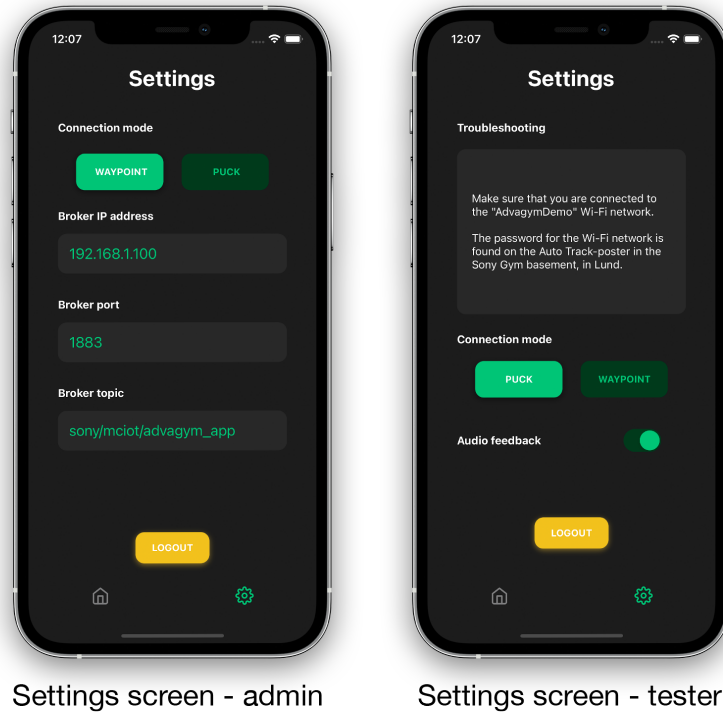 12:07
Settings
Connection mode
WAYPOINT PUCK
Broker IP address
192.168.1.100
Broker port
1883
Broker topic
sony/mciot/advagym_app
LOGOUT
Settings screen - admin
12:07
Settings
Troubleshooting
Make sure that you are connected to
the "AdvagymDemo" Wi-Fi network.
The password for the Wi-Fi network is
found on the Auto Track-poster in the
Sony Gym basement, in Lund.
Connection mode
PUCK WAYPOINT
Audio feedback
LOGOUT
Settings screen - tester